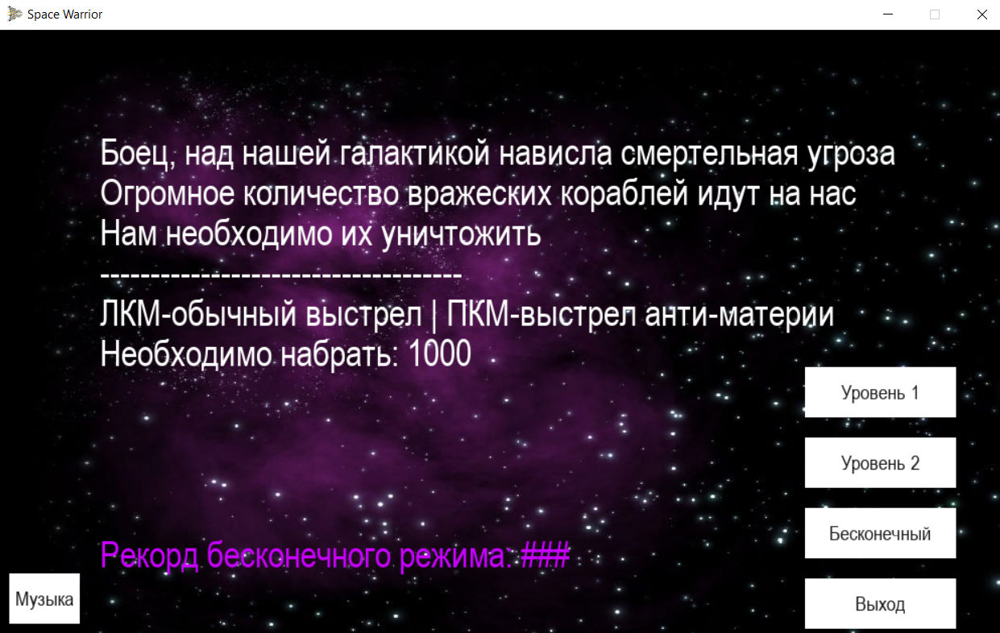 Space Warrior
Боец, над нашей галактикой нависла смертельная угроза
Огромное количество вражеских кораблей идут на нас
Нам необходимо их уничтожить
------------------------------------
ЛКМ-обычный выстрел | ПКМ-выстрел анти-материи
Необходимо набрать: 1000
Уровень 1
Уровень 2
Бесконечный
Рекорд бесконечного режима: ###
Музыка
Выход